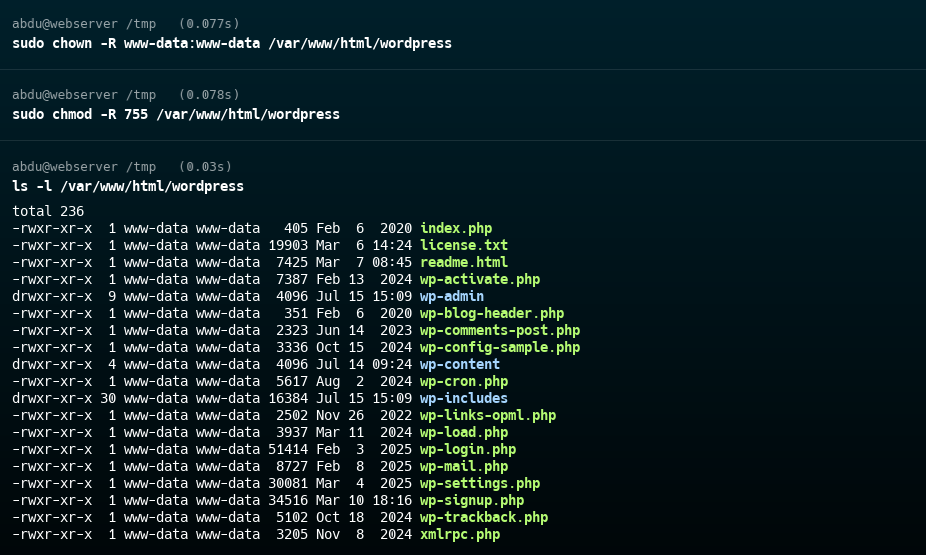 abdu@webserver /tmp (0.077s)
sudo chown -R www-data:www-data /var/www/html/wordpress
abdu@webserver /tmp (0.078s)
sudo chmod -R 755 /var/www/html/wordpress
abdu@webserver /tmp (0.03s)
ls -l /var/www/html/wordpress
total 236
-rwxr-xr-x  1 www-data www-data   405 Feb  6  2020 index.php
-rwxr-xr-x  1 www-data www-data 19903 Mar  6 14:24 license.txt
-rwxr-xr-x  1 www-data www-data  7425 Mar  7 08:45 readme.html
-rwxr-xr-x  1 www-data www-data  7387 Feb 13  2024 wp-activate.php
drwxr-xr-x  9 www-data www-data  4096 Jul 15 15:09 wp-admin
-rwxr-xr-x  1 www-data www-data   351 Feb  6  2020 wp-blog-header.php
-rwxr-xr-x  1 www-data www-data  2323 Jun 14  2023 wp-comments-post.php
-rwxr-xr-x  1 www-data www-data  3336 Oct 15  2024 wp-config-sample.php
drwxr-xr-x  4 www-data www-data  4096 Jul 14 09:24 wp-content
-rwxr-xr-x  1 www-data www-data  5617 Aug  2  2024 wp-cron.php
drwxr-xr-x 30 www-data www-data 16384 Jul 15 15:09 wp-includes
-rwxr-xr-x  1 www-data www-data  2502 Nov 26  2022 wp-links-opml.php
-rwxr-xr-x  1 www-data www-data  3937 Mar 11  2024 wp-load.php
-rwxr-xr-x  1 www-data www-data 51414 Feb  3  2025 wp-login.php
-rwxr-xr-x  1 www-data www-data  8727 Feb  8  2025 wp-mail.php
-rwxr-xr-x  1 www-data www-data 30081 Mar  4  2025 wp-settings.php
-rwxr-xr-x  1 www-data www-data 34516 Mar 10 18:16 wp-signup.php
-rwxr-xr-x  1 www-data www-data  5102 Oct 18  2024 wp-trackback.php
-rwxr-xr-x  1 www-data www-data  3205 Nov  8  2024 xmlrpc.php